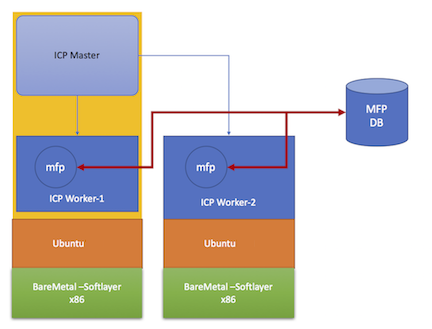 ICP Master
MFP
DB
mfp
mfp
ICP Worker-1
ICP Worker-2
Ubuntu
Ubuntu
BareMetal –Softlayer
x86
BareMetal –Softlayer
x86